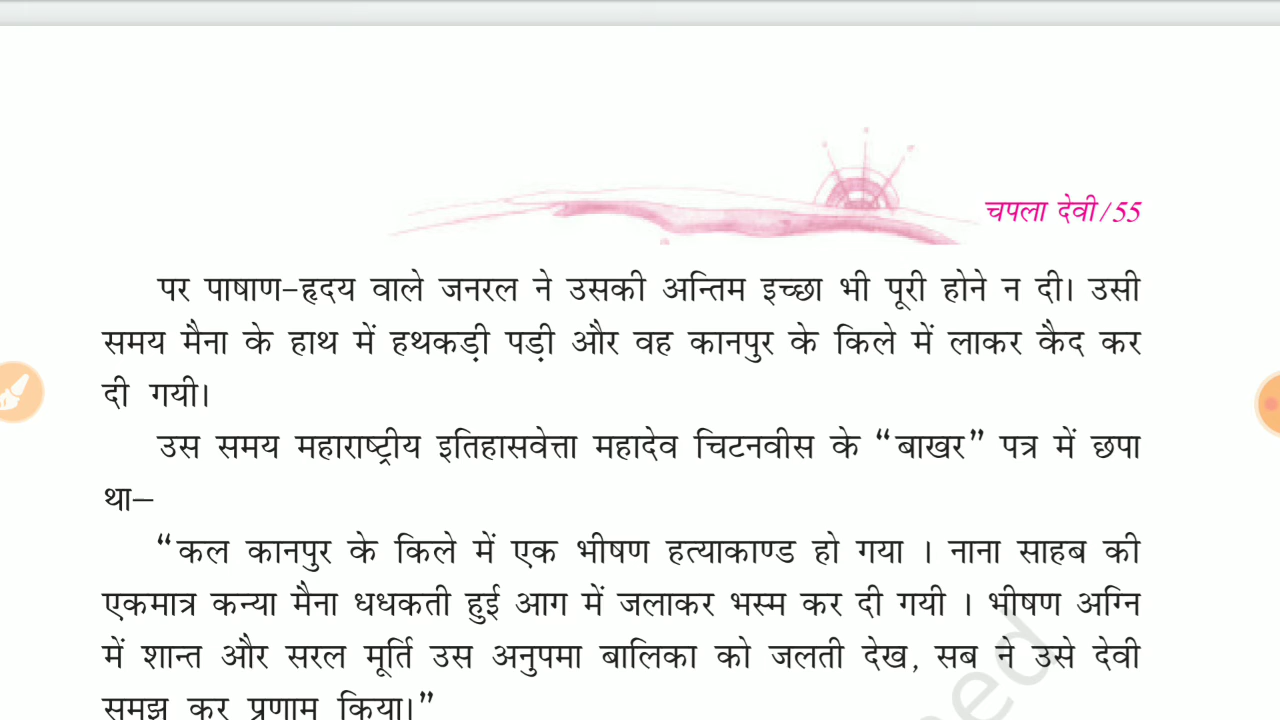 चपला देवी/55
पर पाषाण-हृदय वाले जनरल ने उसकी अन्तिम इच्छा भी पूरी होने न दी। उसी
समय मैना के हाथ में हथकड़ी पड़ी और वह कानपुर के किले में लाकर कैद कर
दी गयी।
उस समय महाराष्ट्रीय इतिहासवेत्ता महादेव चिटनवीस के “बाखर” पत्र में छपा
था–
“कल कानपुर के किले में एक भीषण हत्याकाण्ड हो गया । नाना साहब की
एकमात्र कन्या मैना धधकती हुई आग में जलाकर भस्म कर दी गयी । भीषण अग्नि
में शान्त और सरल मूर्ति उस अनुपमा बालिका को जलती देख, सब ने उसे देवी
समझ कर प्रणाम किया।”